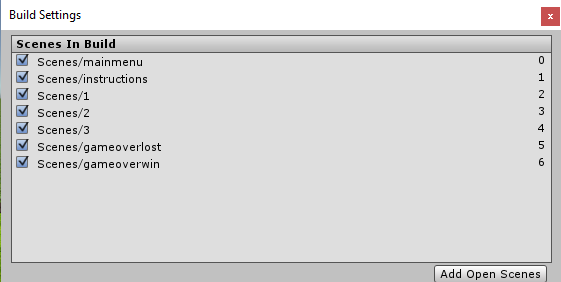 Build Settings x
Scenes In Build
Scenes/mainmenu 0
Scenes/instructions 1
Scenes/1 2
Scenes/2 3
Scenes/3 4
Scenes/gameoverlost 5
Scenes/gameoverwin 6
Add Open Scenes